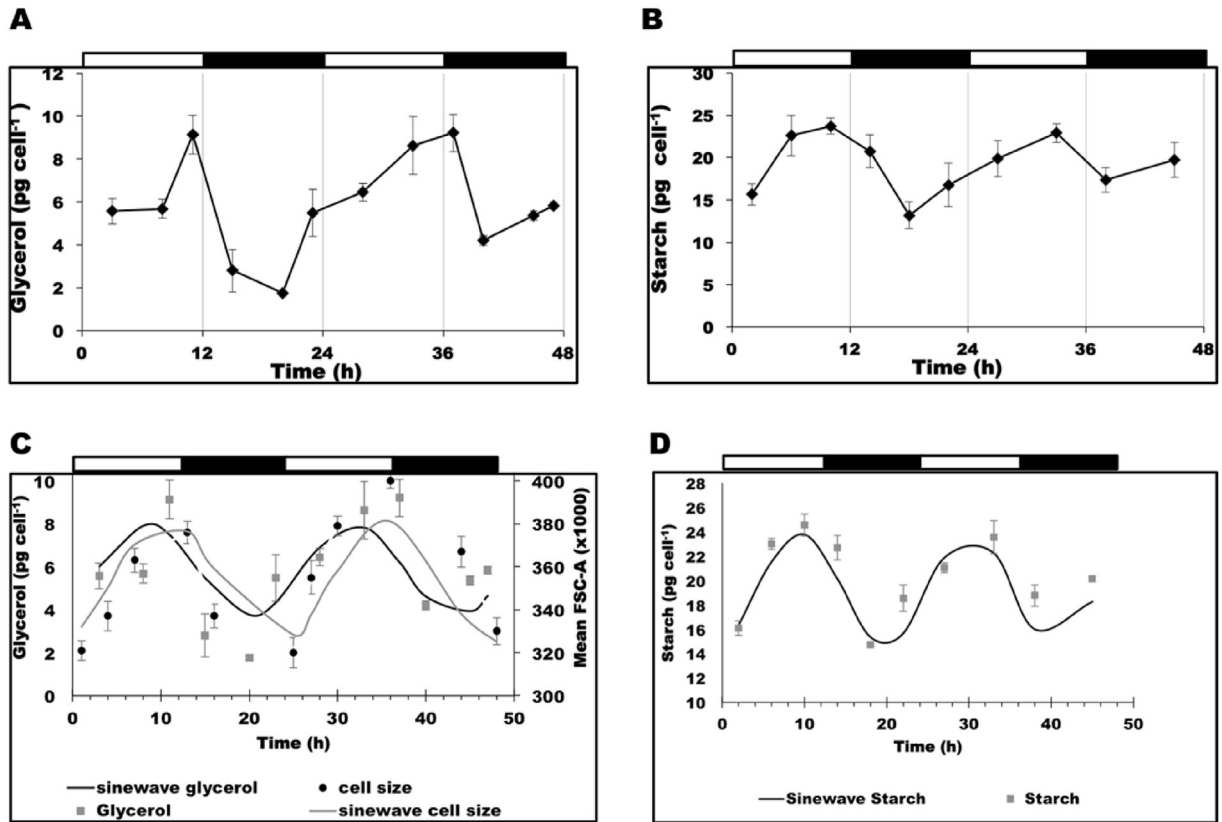 A
Glycerol (pg cell⁻¹ )
12
10
8
6
4
2
0
0 12 24 36 48
Time (h)
B
Starch (pg cell⁻¹)
30
25
20
15
10
5
0
0 12 24 36 48
Time (h)
C
Glycerol (pg cell⁻¹)
10
8
6
4
2
0
400
380
360
340
320
300
Mean FSC-A (x1000)
0 10 20 30 40 50
Time (h)
sinewave glycerol cell size
Glycerol sinewave cell size
D
Starch (pg cell⁻¹)
28
26
24
22
20
18
16
14
12
10
0 10 20 30 40 50
Time (h)
Sinewave Starch Starch